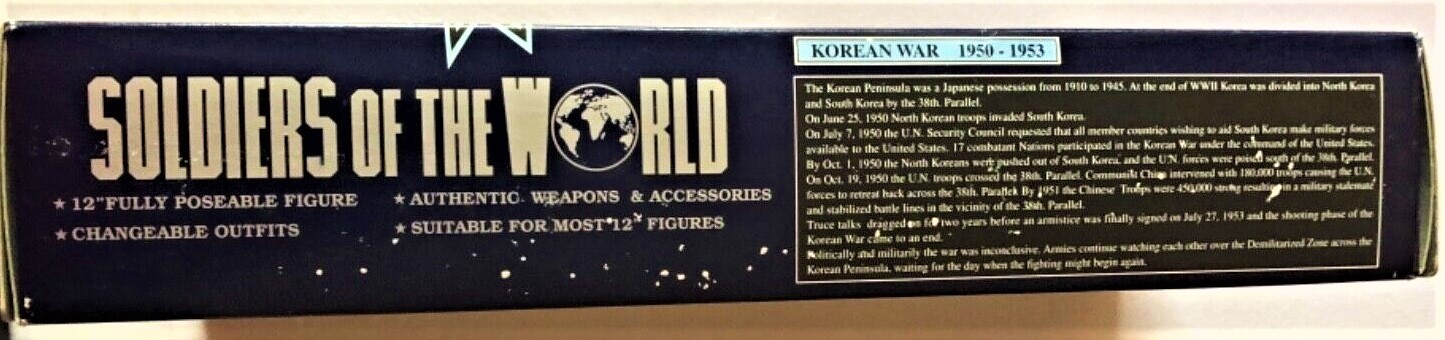 SOLDIERS OF THE WORLD
★ 12"FULLY POSEABLE FIGURE
★ AUTHENTIC WEAPONS & ACCESSORIES
★ CHANGEABLE OUTFITS
★ SUITABLE FOR MOST 12" FIGURES
KOREAN WAR 1950 - 1953
The Korean Peninsula was a Japanese possession from 1910 to 1945. At the end of WWII Korea was divided into North Korea
and South Korea by the 38th. Parallel.
On June 25, 1950 North Korean troops invaded South Korea.
On July 7, 1950 the U.N. Security Council requested that all member countries wishing to aid South Korea make military forces
available to the United States. 17 combatant Nations participated in the Korean War under the command of the United States.
By Oct. 1, 1950 the North Koreans were pushed out of South Korea, and the U.N. forces were poised south of the 38th. Parallel.
On Oct. 19, 1950 the U.N. troops crossed the 38th. Parallel. Communist China intervened with 180,000 troops causing the U.N.
forces to retreat back across the 38th. Parallel. By 1951 the Chinese Troops were 450,000 strong resulting in a military stalemate
and stabilized battle lines in the vicinity of the 38th. Parallel.
Truce talks dragged on for two years before an armistice was finally signed on July 27, 1953 and the shooting phase of the
Korean War came to an end.
Politically and militarily the war was inconclusive. Armies continue watching each other over the Demilitarized Zone across the
Korean Peninsula, waiting for the day when the fighting might begin again.